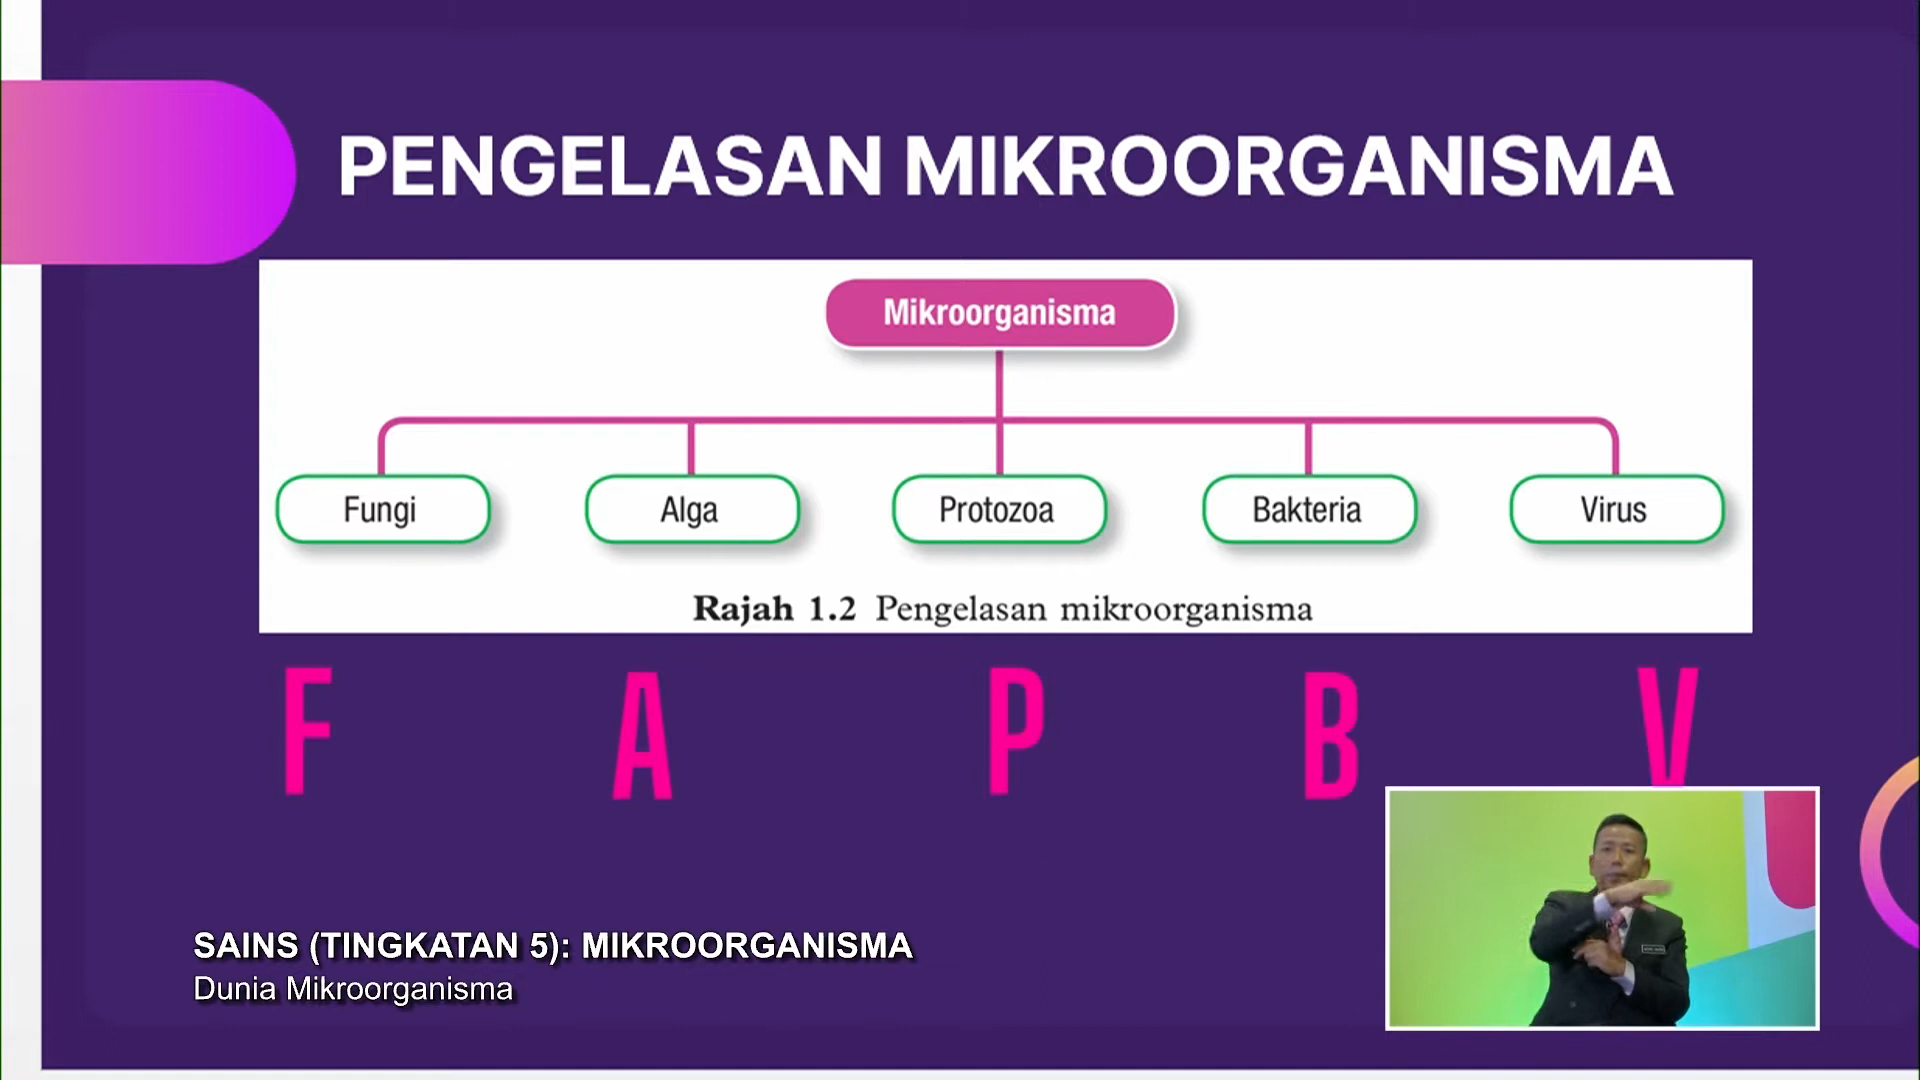 PENGELASAN MIKROORGANISMA
Mikroorganisma
Fungi
Alga
Protozoa
Bakteria
Virus
Rajah 1.2 Pengelasan mikroorganisma
F
A
P
B
V
SAINS (TINGKATAN 5): MIKROORGANISMA
Dunia Mikroorganisma